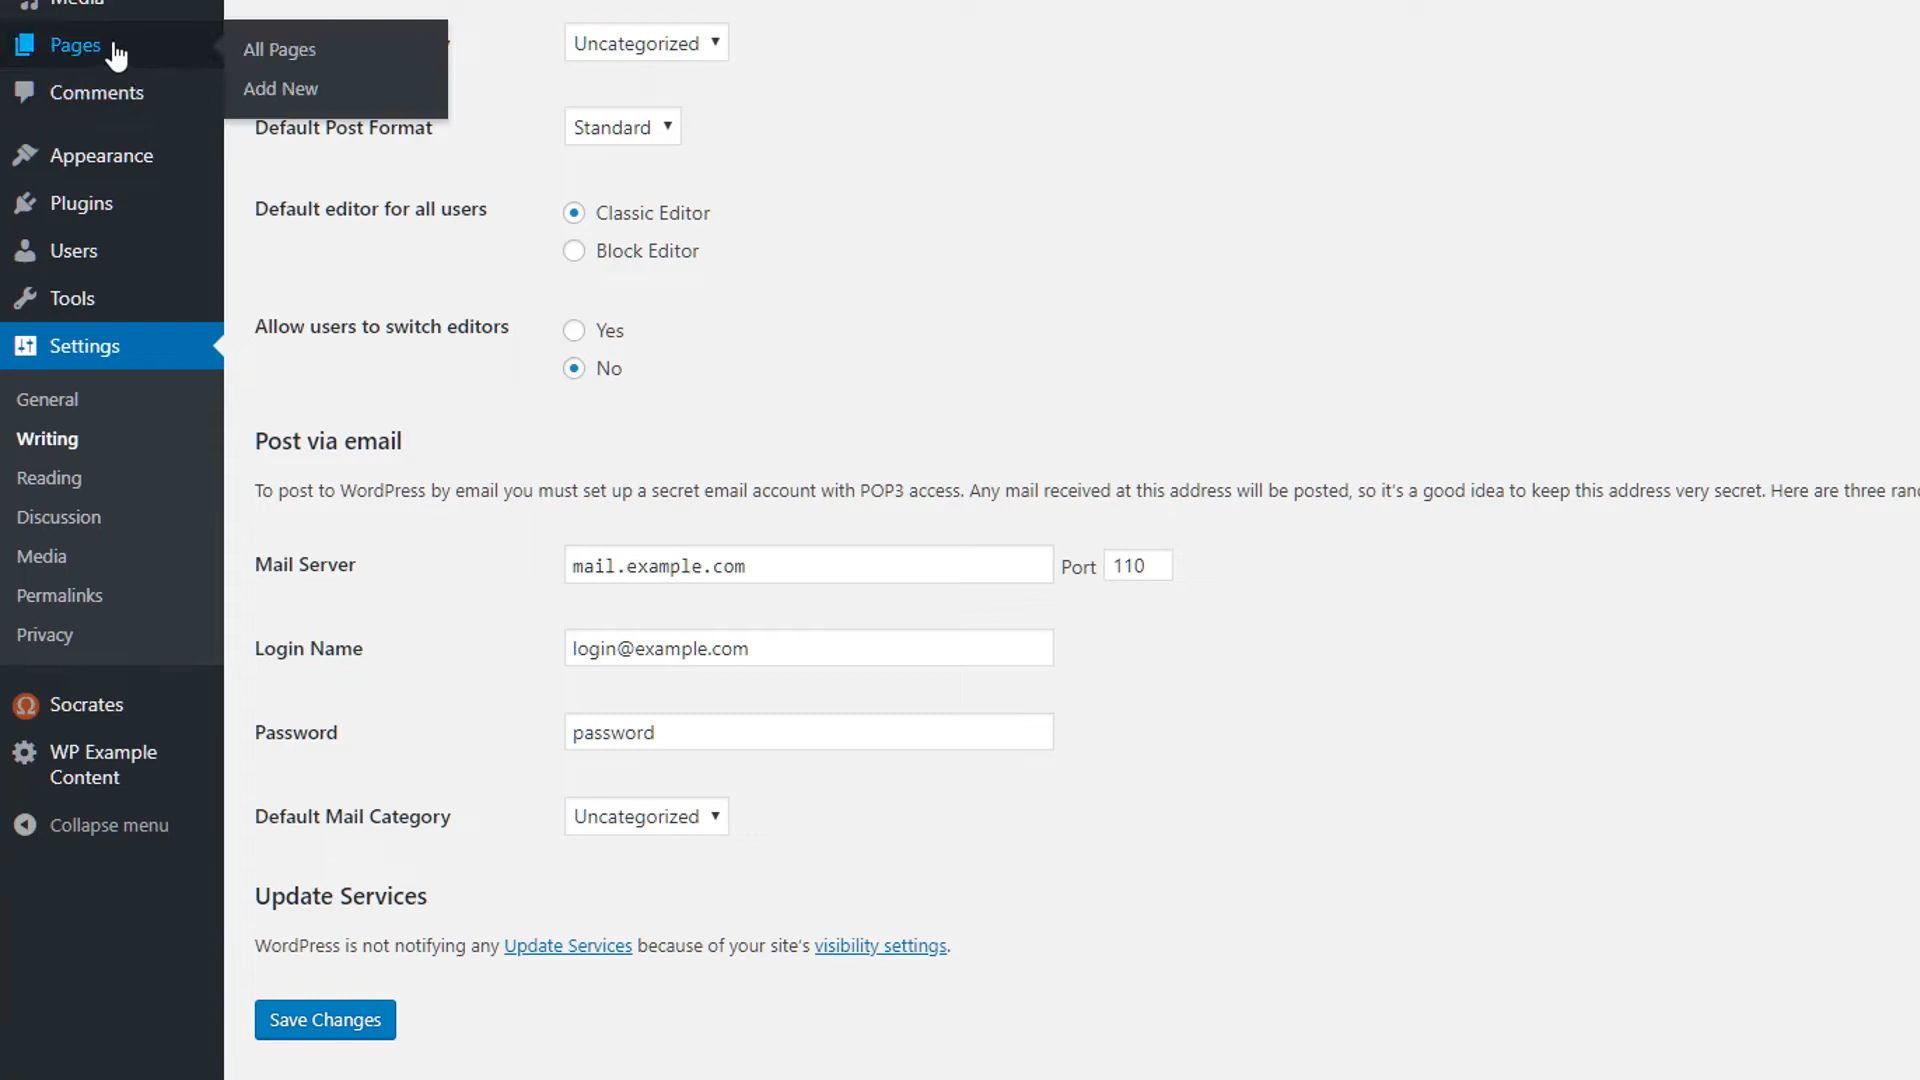 Media
Pages
Comments
Appearance
Plugins
Users
Tools
Settings
General
Writing
Reading
Discussion
Media
Permalinks
Privacy
Socrates
WP Example
Content
Collapse menu
All Pages
Add New
Uncategorized
Default Post Format
Standard
Default editor for all users
Classic Editor
Block Editor
Allow users to switch editors
Yes
No
Post via email
To post to WordPress by email you must set up a secret email account with POP3 access. Any mail received at this address will be posted, so it's a good idea to keep this address very secret. Here are three
Mail Server
mail.example.com
Port 110
Login Name
login@example.com
Password
password
Default Mail Category
Uncategorized
Update Services
WordPress is not notifying any Update Services because of your site's visibility settings.
Save Changes